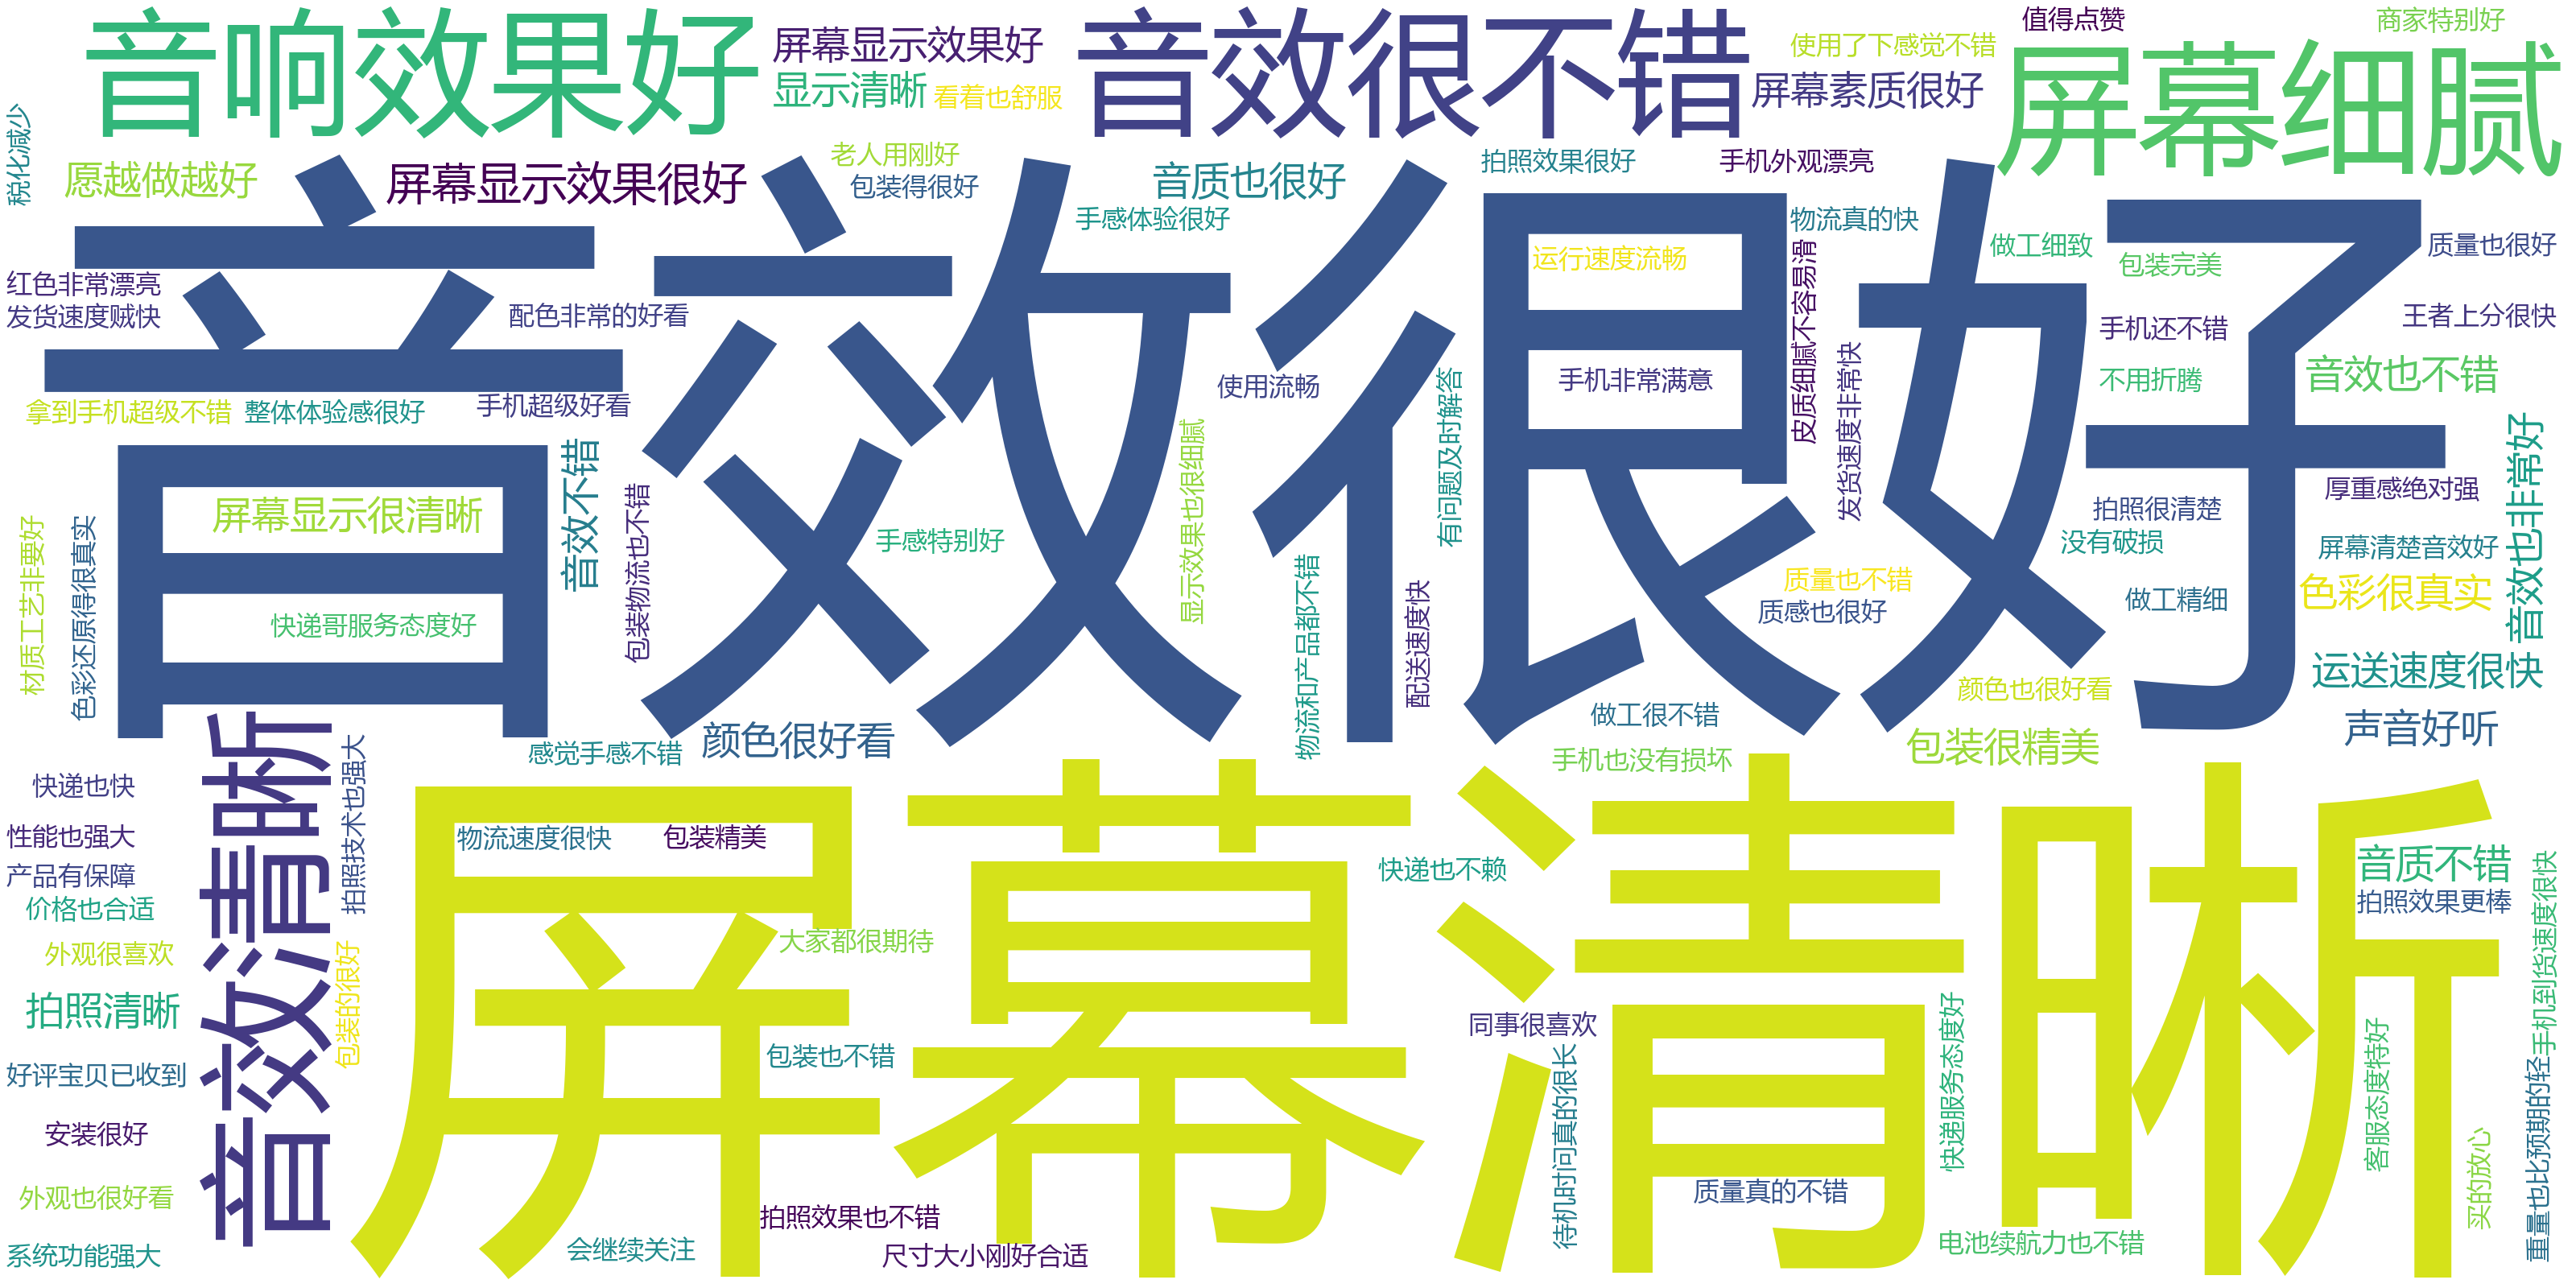 音响效果好
屏幕显示效果好
显示清晰
看着也舒服
音效很不错
值得点赞
使用了下感觉不错
屏幕素质很好
商家特别好
屏幕细腻
税化减少
愿越做越好
屏幕显示效果很好
老人用刚好
包装得很好
音质也很好
手感体验很好
拍照效果很好
手机外观漂亮
物流真的快
做工细致
包装完美
质量也很好
音效很好
红色非常漂亮
发货速度贼快
配色非常的好看
运行速度流畅
皮质细腻不容易滑
手机还不错
王者上分很快
拿到手机超级不错
整体体验感很好
手机超级好看
使用流畅
有问题及时解答
手机非常满意
发货速度非常快
不用折腾
音效也不错
屏幕显示很清晰
音效不错
包装物流也不错
手感特别好
显示效果也很细腻
拍照很清楚
没有破损
厚重感绝对强
屏幕清楚音效好
音效也非常好
材质工艺非要好
色彩还原得很真实
快递哥服务态度好
物流和产品都不错
配送速度快
质量也不错
质感也很好
做工精细
色彩很真实
运送速度很快
颜色也很好看
感觉手感不错
颜色很好看
做工很不错
手机也没有损坏
包装很精美
声音好听
音效清晰
拍照技术也强大
快递也快
性能也强大
产品有保障
价格也合适
外观很喜欢
拍照清晰
包装的很好
好评宝贝已收到
安装很好
外观也很好看
系统功能强大
屏幕清晰
物流速度很快
包装精美
大家都很期待
包装也不错
快递也不赖
同事很喜欢
待机时间真的很长
质量真的不错
快递服务态度好
音质不错
拍照效果更棒
手机到货速度很快
客服态度特好
买的放心
重量也比预期的轻
电池续航力也不错
拍照效果也不错
会继续关注
尺寸大小刚好合适